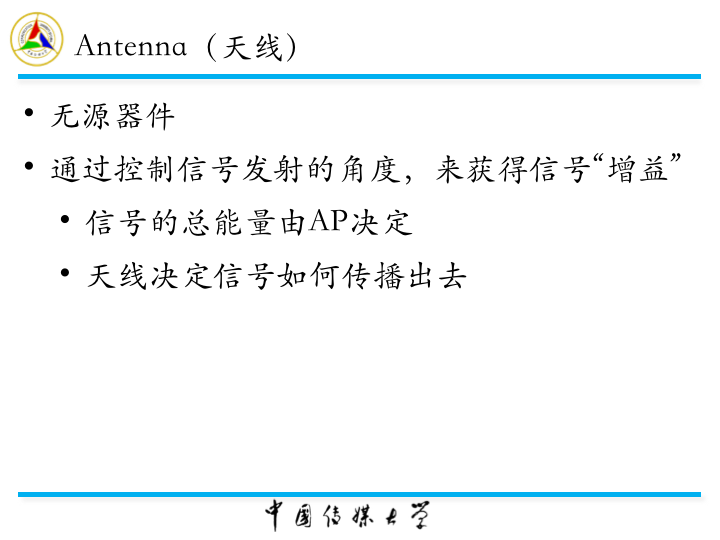 Antenna（天线）
• 无源器件
• 通过控制信号发射的角度，来获得信号“增益”
• 信号的总能量由AP决定
• 天线决定信号如何传播出去
中国传媒大学